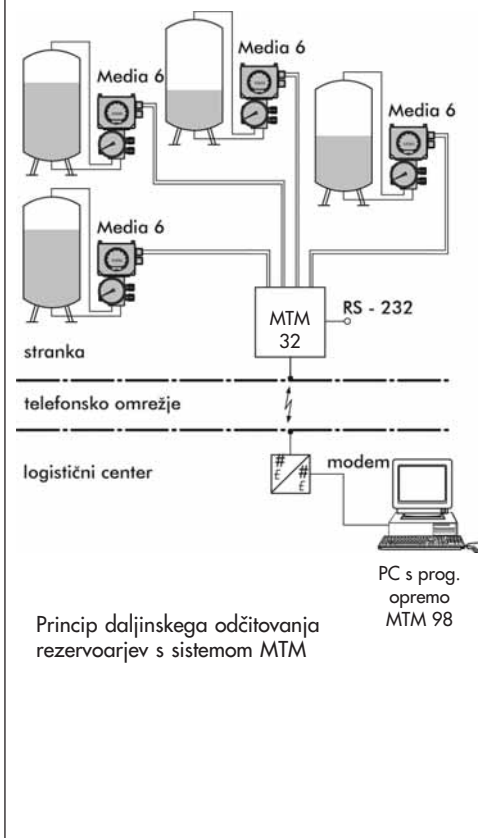 Media 6
Media 6
Media 6
Media 6
MTM
32
RS - 232
stranka
telefonsko omrežje
logistični center
#
E
#
E
modem
PC s prog.
opremo
MTM 98
Princip daljinskega odčitovanja
rezervoarjev s sistemom MTM